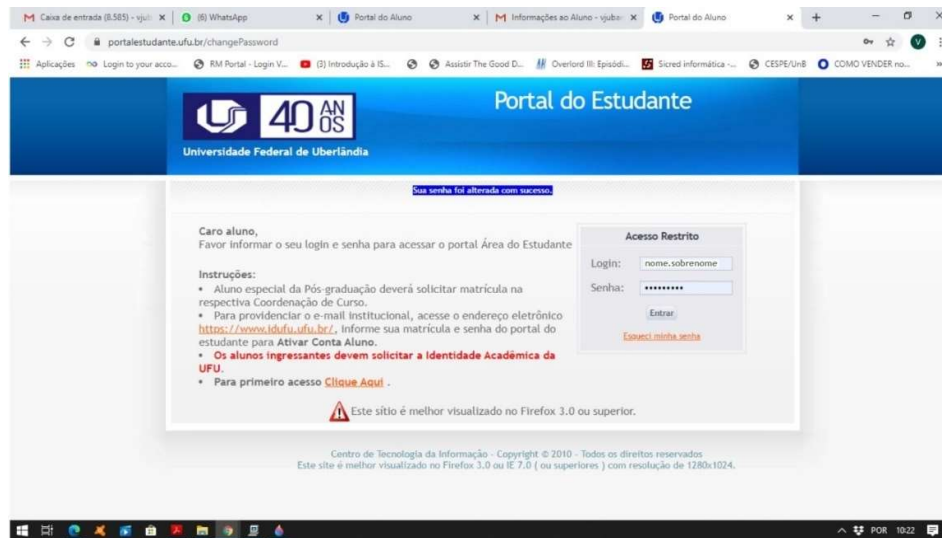 Caixa de entrada (8.585) - vjub
(6) WhatsApp
Portal do Aluno
Informações ao Aluno - vjuba
Portal do Aluno
portalestudante.ufu.br/changePassword
Aplicações
Login to your acco...
RM Portal - Login V...
(3) Introdução à IS...
Assistir The Good D...
Overlord III: Episódi...
Sicred informática -...
CESPE/UnB
COMO VENDER no...
40 ANOS
Universidade Federal de Uberlândia
Portal do Estudante
Sua senha foi alterada com sucesso.
Caro aluno,
Favor informar o seu login e senha para acessar o portal Área do Estudante
Instruções:
• Aluno especial da Pós-graduação deverá solicitar matrícula na
respectiva Coordenação de Curso.
• Para providenciar o e-mail institucional, acesse o endereço eletrônico
https://www.idufu.ufu.br/, informe sua matrícula e senha do portal do
estudante para Ativar Conta Aluno.
• Os alunos ingressantes devem solicitar a Identidade Acadêmica da
UFU.
• Para primeiro acesso Clique Aqui .
Acesso Restrito
Login: nome.sobrenome
Senha: •••••••••
Entrar
Esqueci minha senha
Este sítio é melhor visualizado no Firefox 3.0 ou superior.
Centro de Tecnologia da Informação - Copyright © 2010 - Todos os direitos reservados
Este site é melhor visualizado no Firefox 3.0 ou IE 7.0 ( ou superiores ) com resolução de 1280x1024.
POR 10:22